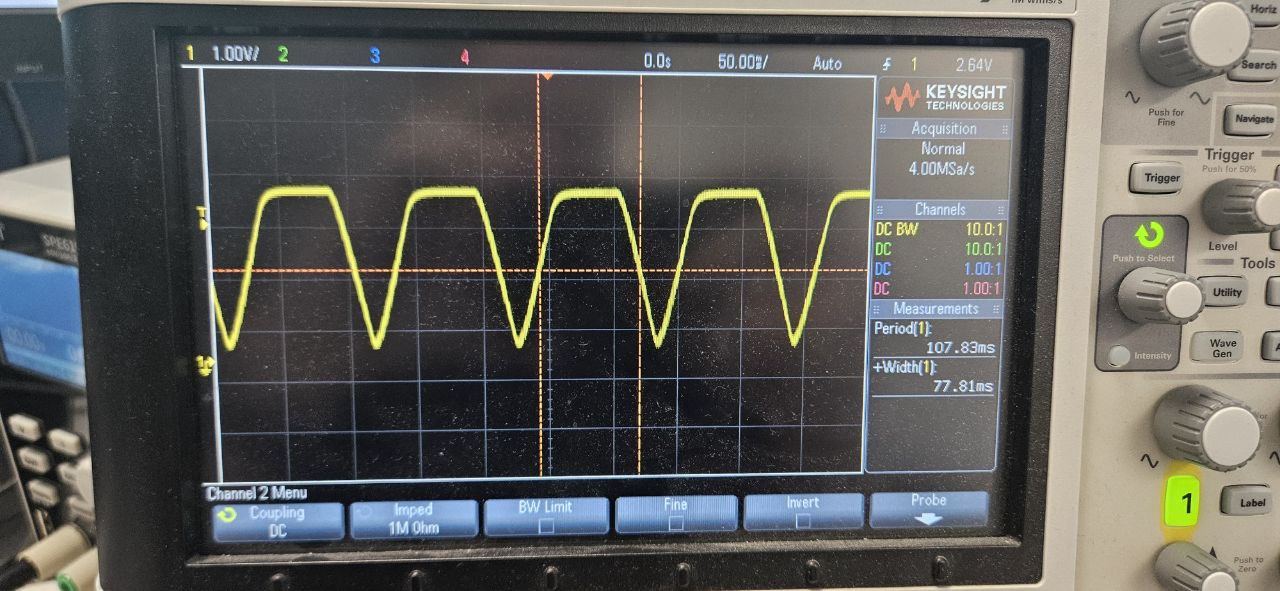 1 1.00V/ 2 3 4 0.0s 50.00ms/ Auto 1 2.64V
KEYSIGHT
TECHNOLOGIES
Acquisition
Normal
4.00MSa/s
Channels
DC BW 10.0:1
DC 10.0:1
DC 1.00:1
DC 1.00:1
Measurements
Period(1):
107.83ms
+Width(1):
77.81ms
T
1
Channel 2 Menu
Coupling
DC
Imped
1M Ohm
BW Limit
Fine
Invert
Probe
Horiz
Search
Push for
Fine
Navigate
Trigger
Push for 50%
Trigger
Level
Push to Select
Tools
Utility
Wave
Gen
Intensity
1
Label
Push to
Zero